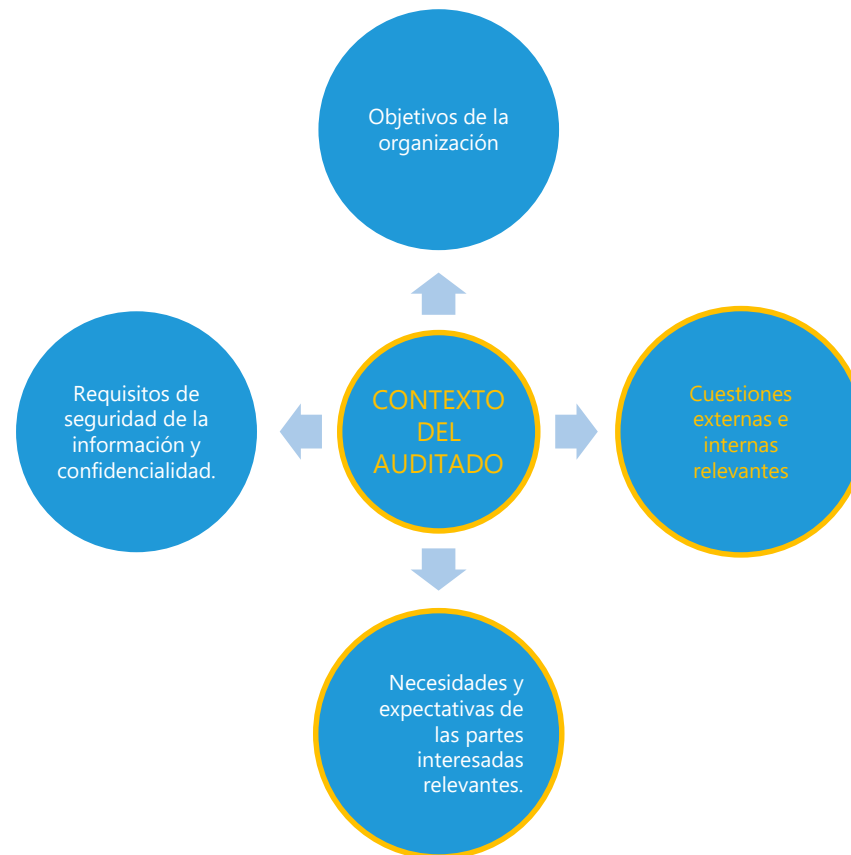 Objetivos de la
organización
Requisitos de
seguridad de la
información y
confidencialidad.
CONTEXTO
DEL
AUDITADO
Cuestiones
externas e
internas
relevantes
Necesidades y
expectativas de
las partes
interesadas
relevantes.